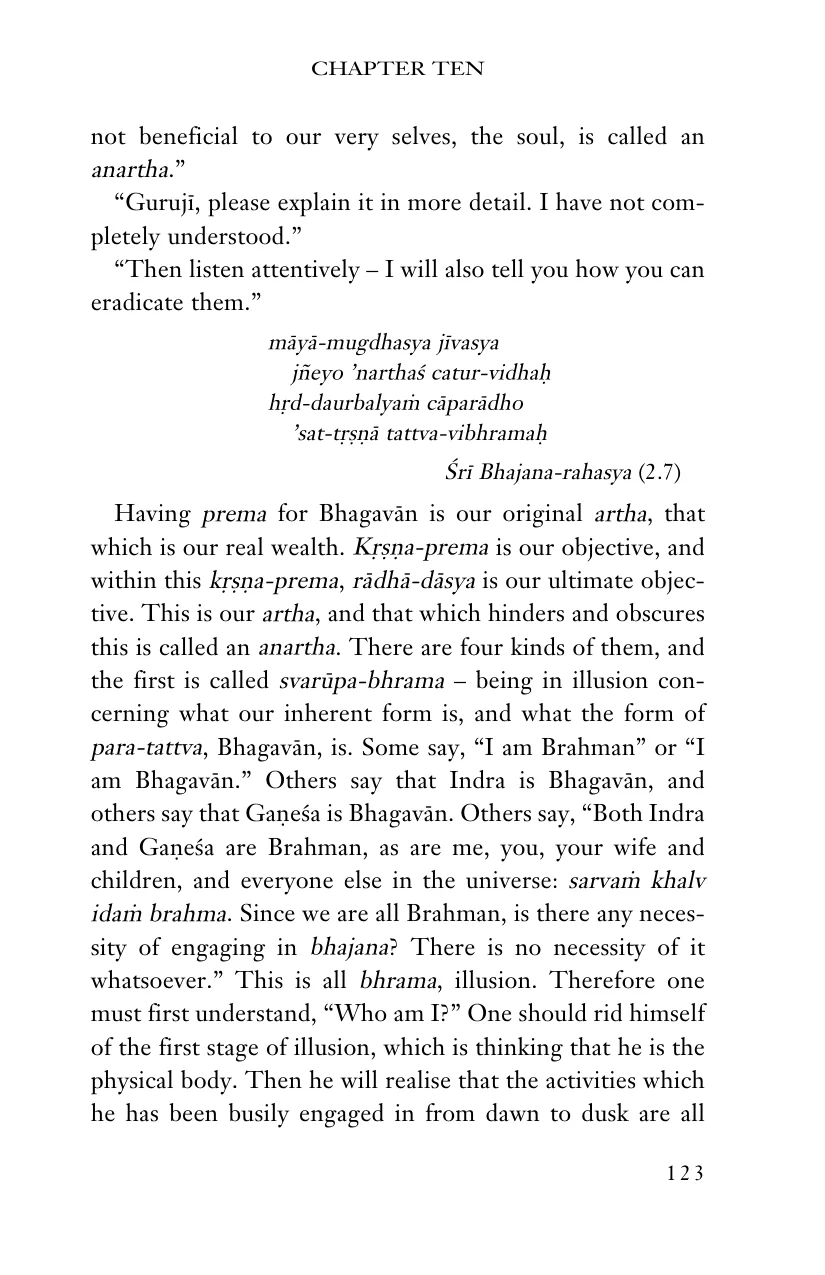 CHAPTER TEN
not beneficial to our very selves, the soul, is called an
anartha.”
“Gurujī, please explain it in more detail. I have not com-
pletely understood.”
“Then listen attentively – I will also tell you how you can
eradicate them.”
māyā-mugdhasya jīvasya
jñeyo ’narthaś catur-vidhaḥ
hṛd-daurbalyaṁ cāparādho
’sat-tṛṣṇā tattva-vibhramaḥ
Śrī Bhajana-rahasya (2.7)
Having prema for Bhagavān is our original artha, that
which is our real wealth. Kṛṣṇa-prema is our objective, and
within this kṛṣṇa-prema, rādhā-dāsya is our ultimate objec-
tive. This is our artha, and that which hinders and obscures
this is called an anartha. There are four kinds of them, and
the first is called svarūpa-bhrama – being in illusion con-
cerning what our inherent form is, and what the form of
para-tattva, Bhagavān, is. Some say, “I am Brahman” or “I
am Bhagavān.” Others say that Indra is Bhagavān, and
others say that Gaṇeśa is Bhagavān. Others say, “Both Indra
and Gaṇeśa are Brahman, as are me, you, your wife and
children, and everyone else in the universe: sarvaṁ khalv
idaṁ brahma. Since we are all Brahman, is there any neces-
sity of engaging in bhajana? There is no necessity of it
whatsoever.” This is all bhrama, illusion. Therefore one
must first understand, “Who am I?” One should rid himself
of the first stage of illusion, which is thinking that he is the
physical body. Then he will realise that the activities which
he has been busily engaged in from dawn to dusk are all
123